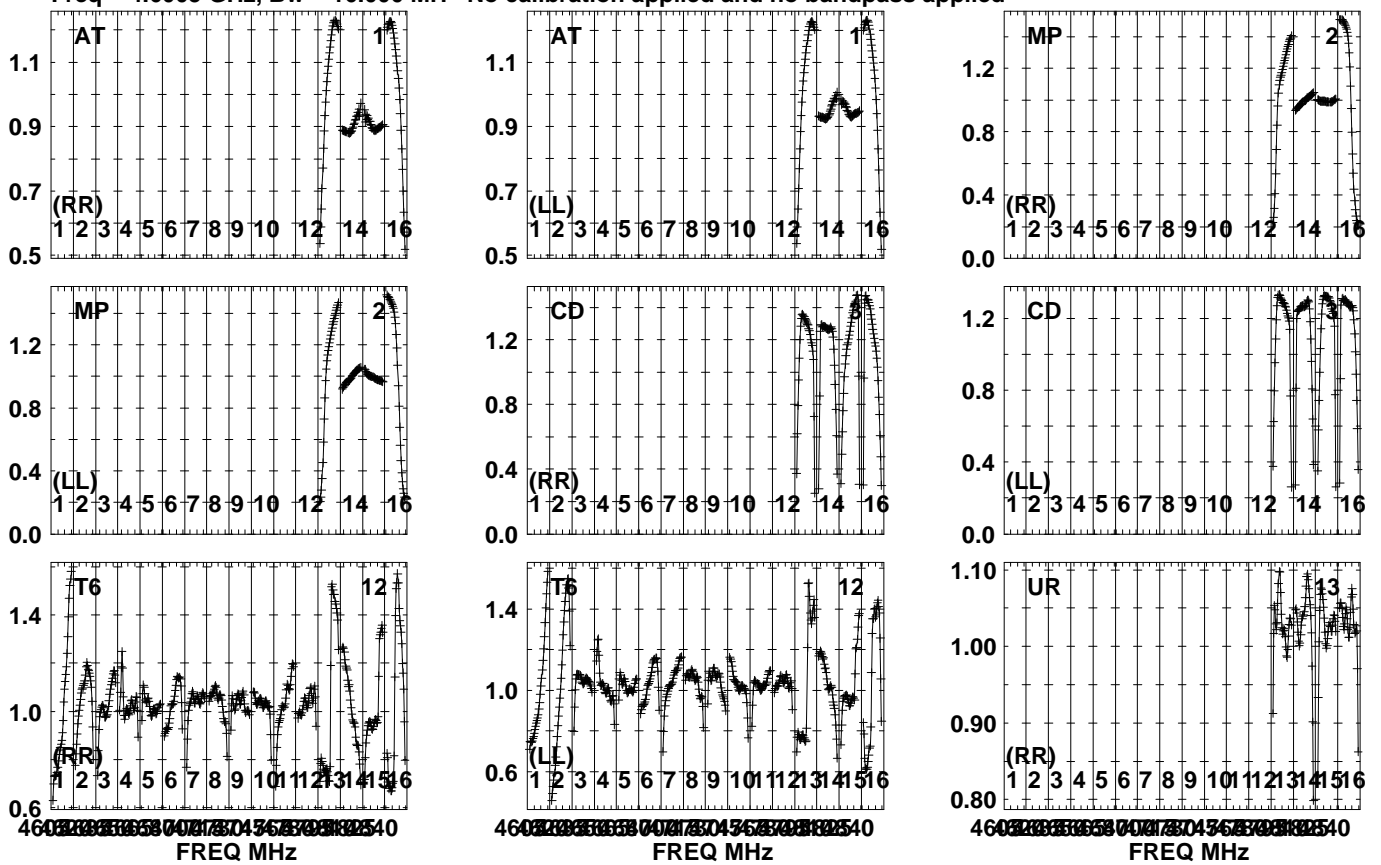 No calibration applied and no bandpass applied
AT 1
1.1
0.9
0.7
0.5
(RR)
1 2 3 4 5 6 7 8 9 10 12 14 16
AT 1
1.1
0.9
0.7
0.5
(LL)
1 2 3 4 5 6 7 8 9 10 12 14 16
MP 2
1.2
0.8
0.4
0.0
(RR)
1 2 3 4 5 6 7 8 9 10 12 14 16
MP 2
1.2
0.8
0.4
0.0
(LL)
1 2 3 4 5 6 7 8 9 10 12 14 16
CD 3
1.2
0.8
0.4
0.0
(RR)
1 2 3 4 5 6 7 8 9 10 12 14 16
CD 3
1.2
0.8
0.4
0.0
(LL)
1 2 3 4 5 6 7 8 9 10 12 14 16
T6 12
1.4
1.0
0.6
(RR)
1 2 3 4 5 6 7 8 9 10 11 12 13 14 15 16
FREQ MHz
T6 12
1.4
1.0
0.6
(LL)
1 2 3 4 5 6 7 8 9 10 11 12 13 14 15 16
FREQ MHz
UR 13
1.10
1.00
0.90
0.80
(RR)
1 2 3 4 5 6 7 8 9 10 11 12 13 14 15 16
FREQ MHz